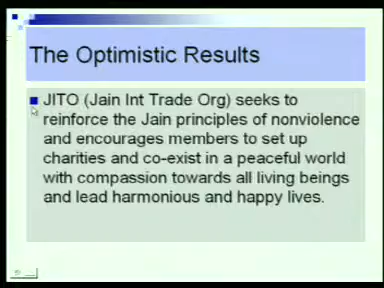 The Optimistic Results
JITO (Jain Int Trade Org) seeks to
reinforce the Jain principles of nonviolence
and encourages members to set up
charities and co-exist in a peaceful world
with compassion towards all living beings
and lead harmonious and happy lives.